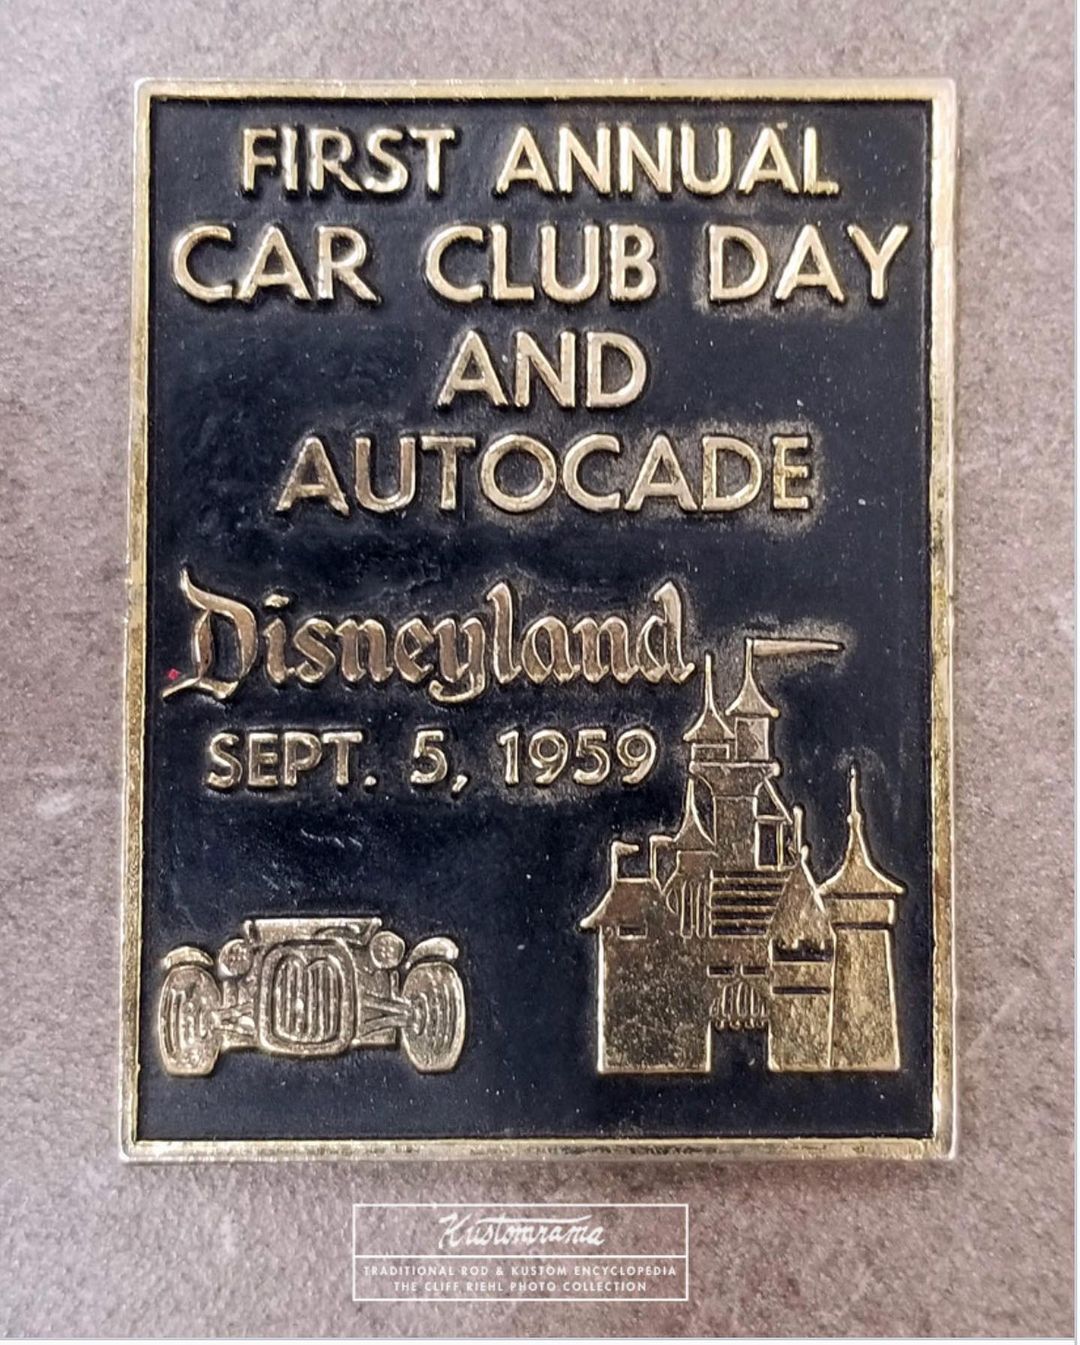 FIRST ANNUAL
CAR CLUB DAY
AND
AUTOCADE
Disneyland
SEPT. 5, 1959
Kustomrama
TRADITIONAL ROD & KUSTOM ENCYCLOPEDIA
THE CLIFF RIEHL PHOTO COLLECTION